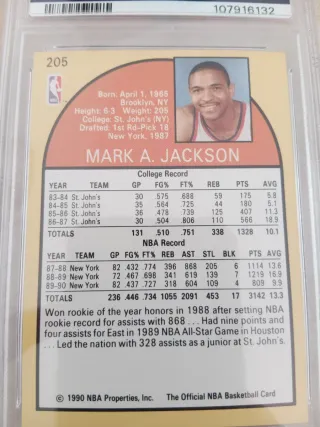 107916132
205
NBA
Born: April 1, 1965
Brooklyn, NY
Height: 6-3 Weight: 205
College: St. John's (NY)
Drafted: 1st Rd-Pick 18
New York, 1987
MARK A. JACKSON
College Record
YEAR TEAM GP FG% FT% REB PTS AVG
83-84 St. John's 30 .575 .688 59 175 5.8
84-85 St. John's 35 .564 .725 44 180 5.1
85-86 St. John's 36 .478 .739 125 407 11.3
86-87 St. John's 30 .504 .806 110 566 18.9
TOTALS 131 .510 .751 338 1328 10.1
NBA Record
YEAR TEAM GP FG% FT% REB AST STL BLK PTS AVG
87-88 New York 82 .432 .774 396 868 205 6 1114 13.6
88-89 New York 72 .467 .698 341 619 139 7 1219 16.9
89-90 New York 82 .437 .727 318 604 109 4 809 9.9
TOTALS 236 .446 .734 1055 2091 453 17 3142 13.3
Won rookie of the year honors in 1988 after setting NBA
rookie record for assists with 868 . . . Had nine points and
four assists for East in 1989 NBA All-Star Game in Houston
. . . Led the nation with 328 assists as a junior at St. John's.
© 1990 NBA Properties, Inc. The Official NBA Basketball Card